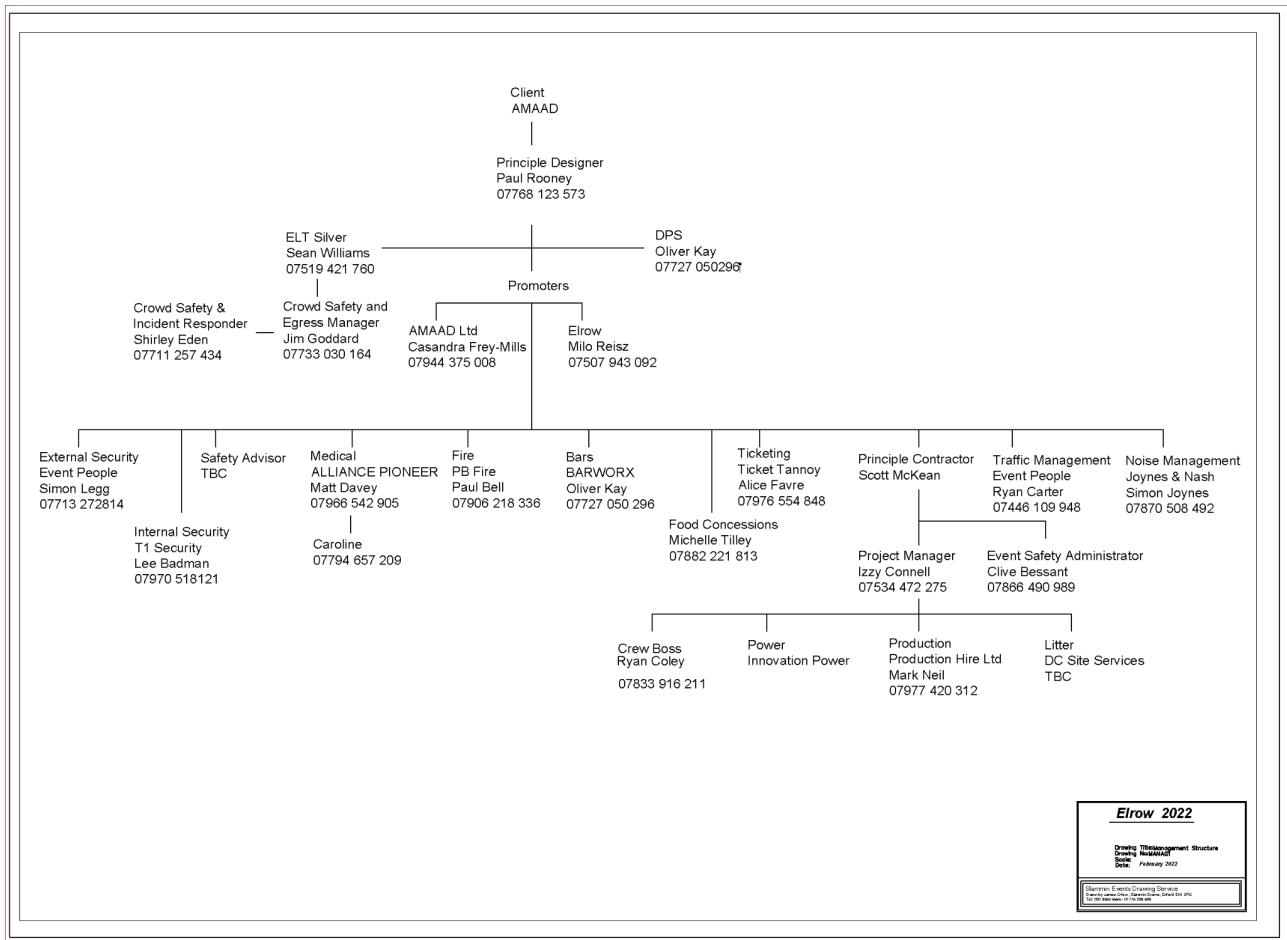 Client
AMAAD
Principle Designer
Paul Rooney
07768 123 573
ELT Silver
Sean Williams
07519 421 760
DPS
Oliver Kay
07727 050296
Promoters
Crowd Safety &
Incident Responder
Shirley Eden
07711 257 434
Crowd Safety and
Egress Manager
Jim Goddard
07733 030 164
AMAAD Ltd
Casandra Frey-Mills
07944 375 008
Elrow
Milo Reisz
07507 943 092
External Security
Event People
Simon Legg
07713 272814
Internal Security
T1 Security
Lee Badman
07970 518121
Safety Advisor
TBC
Medical
ALLIANCE PIONEER
Matt Davey
07966 542 905
Caroline
07794 657 209
Fire
PB Fire
Paul Bell
07906 218 336
Bars
BARWORX
Oliver Kay
07727 050 296
Food Concessions
Michelle Tilley
07882 221 813
Ticketing
Ticket Tannoy
Alice Favre
07976 554 848
Principle Contractor
Scott McKean
Traffic Management
Event People
Ryan Carter
07446 109 948
Noise Management
Joynes & Nash
Simon Joynes
07870 508 492
Project Manager
Izzy Connell
07534 472 275
Event Safety Administrator
Clive Bessant
07866 490 989
Crew Boss
Ryan Coley
07833 916 211
Power
Innovation Power
Production
Production Hire Ltd
Mark Neil
07977 420 312
Litter
DC Site Services
TBC
Elrow 2022
Drawing Title: Management Structure
Drawing No: MANAG1
Scale:
Date: February 2022
Slammin Events Drawing Service